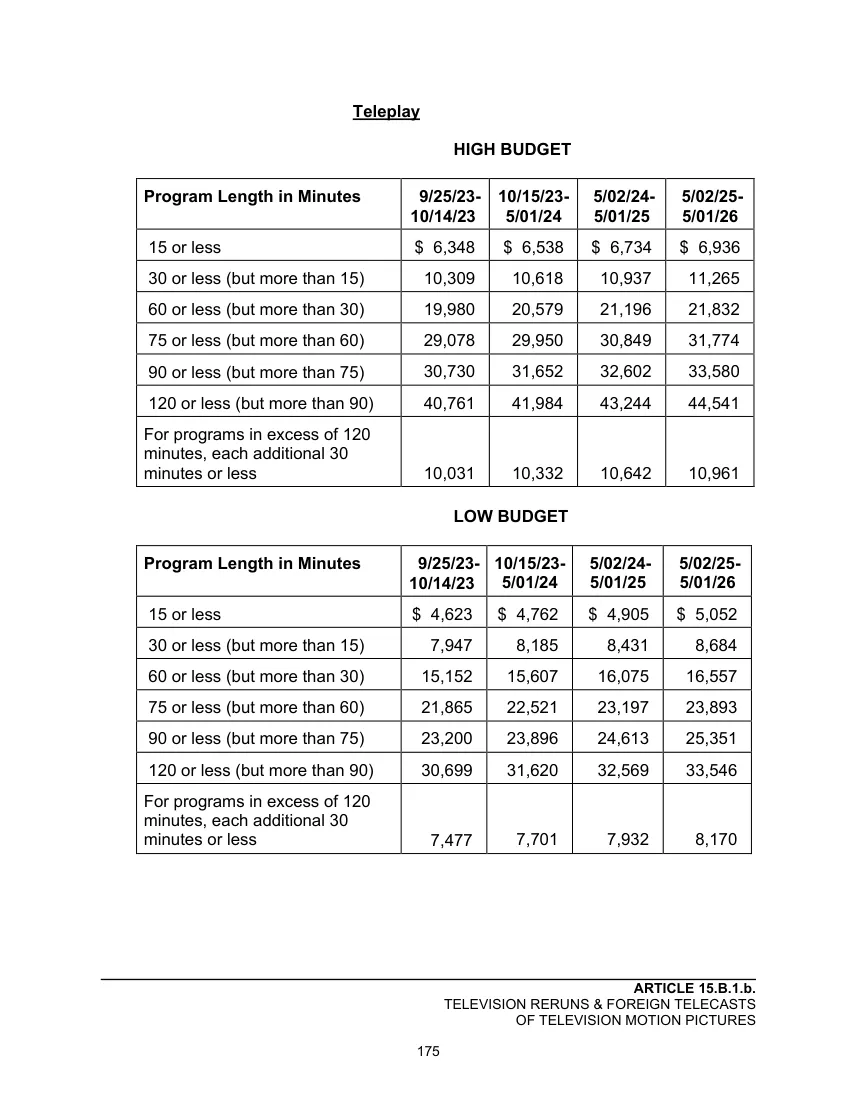 Teleplay
HIGH BUDGET
Program Length in Minutes 9/25/23- 10/15/23- 5/02/24- 5/02/25-
10/14/23 5/01/24 5/01/25 5/01/26
15 or less $ 6,348 $ 6,538 $ 6,734 $ 6,936
30 or less (but more than 15) 10,309 10,618 10,937 11,265
60 or less (but more than 30) 19,980 20,579 21,196 21,832
75 or less (but more than 60) 29,078 29,950 30,849 31,774
90 or less (but more than 75) 30,730 31,652 32,602 33,580
120 or less (but more than 90) 40,761 41,984 43,244 44,541
For programs in excess of 120
minutes, each additional 30
minutes or less 10,031 10,332 10,642 10,961
LOW BUDGET
Program Length in Minutes 9/25/23- 10/15/23- 5/02/24- 5/02/25-
10/14/23 5/01/24 5/01/25 5/01/26
15 or less $ 4,623 $ 4,762 $ 4,905 $ 5,052
30 or less (but more than 15) 7,947 8,185 8,431 8,684
60 or less (but more than 30) 15,152 15,607 16,075 16,557
75 or less (but more than 60) 21,865 22,521 23,197 23,893
90 or less (but more than 75) 23,200 23,896 24,613 25,351
120 or less (but more than 90) 30,699 31,620 32,569 33,546
For programs in excess of 120
minutes, each additional 30
minutes or less 7,477 7,701 7,932 8,170
ARTICLE 15.B.1.b.
TELEVISION RERUNS & FOREIGN TELECASTS
OF TELEVISION MOTION PICTURES
175